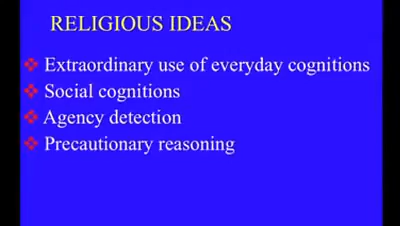 RELIGIOUS IDEAS
Extraordinary use of everyday cognitions
Social cognitions
Agency detection
Precautionary reasoning